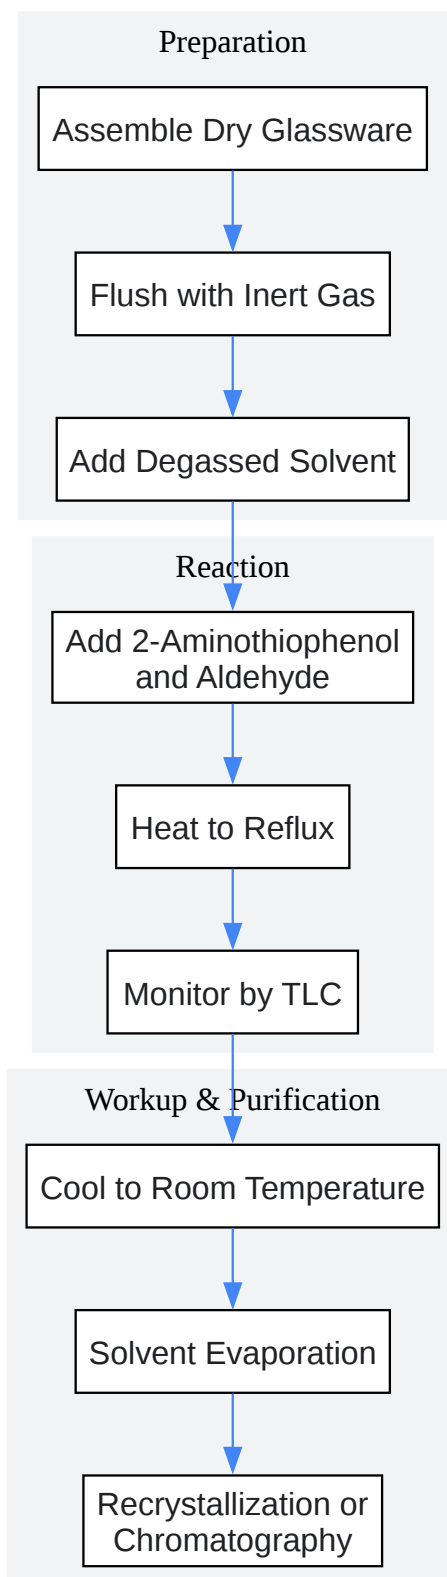 Preparation
Assemble Dry Glassware
Flush with Inert Gas
Add Degassed Solvent
Reaction
Add 2-Aminothiophenol
and Aldehyde
Heat to Reflux
Monitor by TLC
Workup & Purification
Cool to Room Temperature
Solvent Evaporation
Recrystallization or
Chromatography